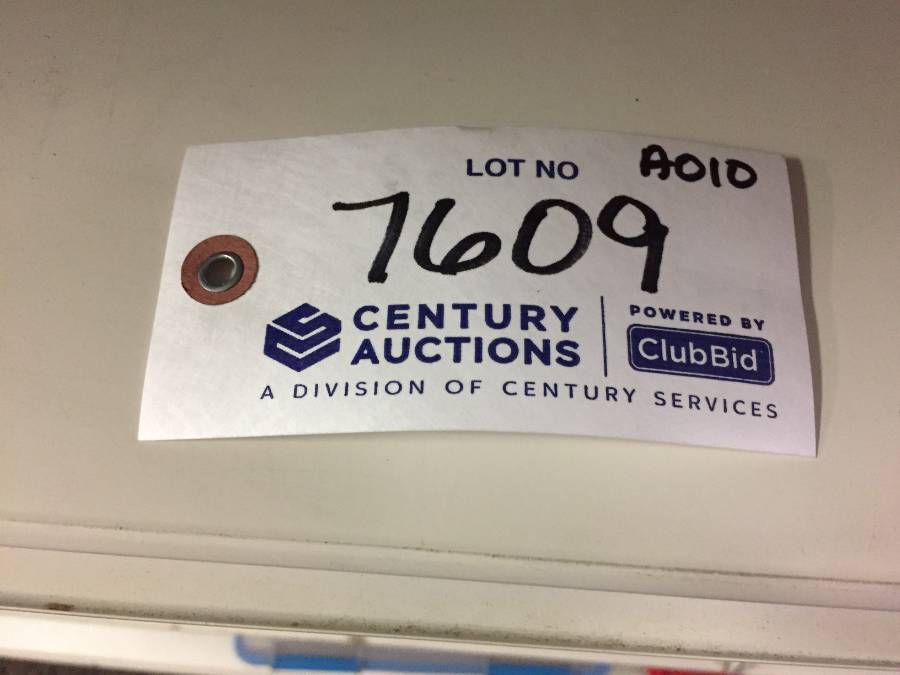 LOT NO A010
7609
CENTURY AUCTIONS
A DIVISION OF CENTURY SERVICES
POWERED BY
ClubBid